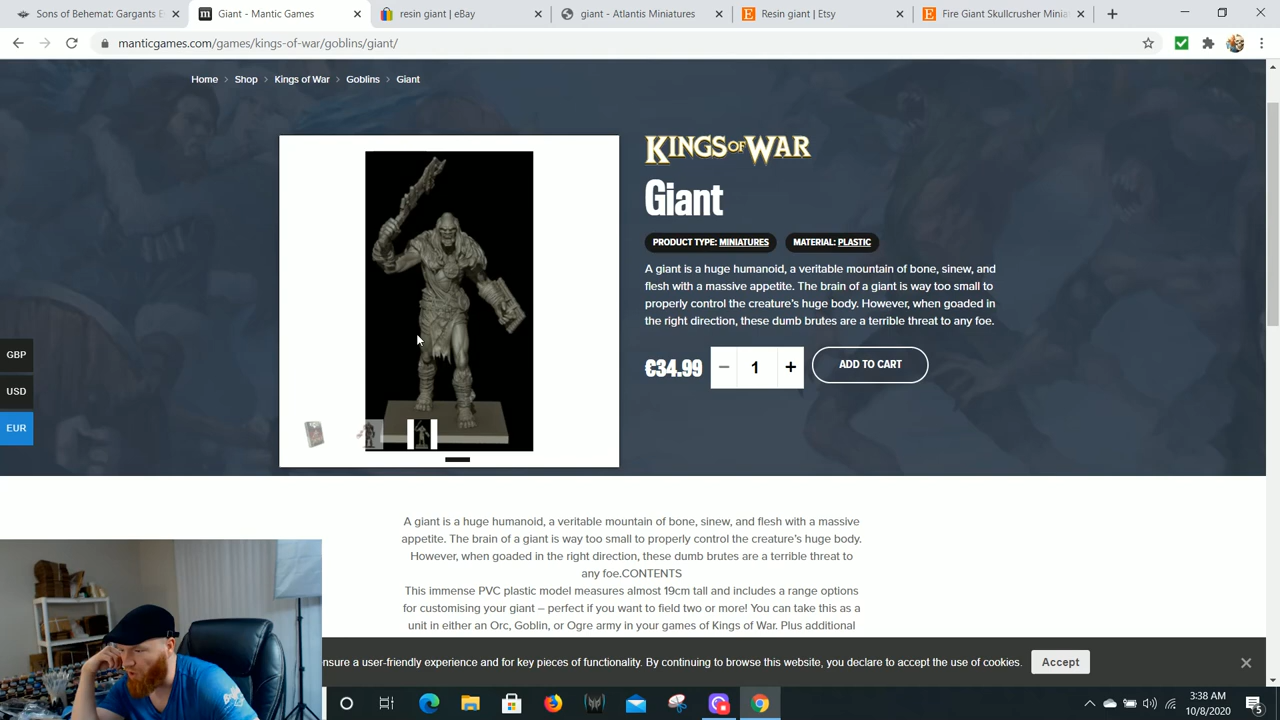 Sons of Behemat: Gargants B
Giant - Mantic Games
resin giant | eBay
giant - Atlantis Miniatures
Resin giant | Etsy
Fire Giant Skullcrusher Minia
manticgames.com/games/kings-of-war/goblins/giant/
Home > Shop > Kings of War > Goblins > Giant
KINGS OF WAR
Giant
PRODUCT TYPE: MINIATURES
MATERIAL: PLASTIC
A giant is a huge humanoid, a veritable mountain of bone, sinew, and
flesh with a massive appetite. The brain of a giant is way too small to
properly control the creature's huge body. However, when goaded in
the right direction, these dumb brutes are a terrible threat to any foe.
GBP
USD
EUR
€34.99 − 1 + ADD TO CART
A giant is a huge humanoid, a veritable mountain of bone, sinew, and flesh with a massive
appetite. The brain of a giant is way too small to properly control the creature's huge body.
However, when goaded in the right direction, these dumb brutes are a terrible threat to
any foe.CONTENTS
This immense PVC plastic model measures almost 19cm tall and includes a range options
for customising your giant – perfect if you want to field two or more! You can take this as a
unit in either an Orc, Goblin, or Ogre army in your games of Kings of War. Plus additional
nsure a user-friendly experience and for key pieces of functionality. By continuing to browse this website, you declare to accept the use of cookies.
Accept
3:38 AM
10/8/2020
5